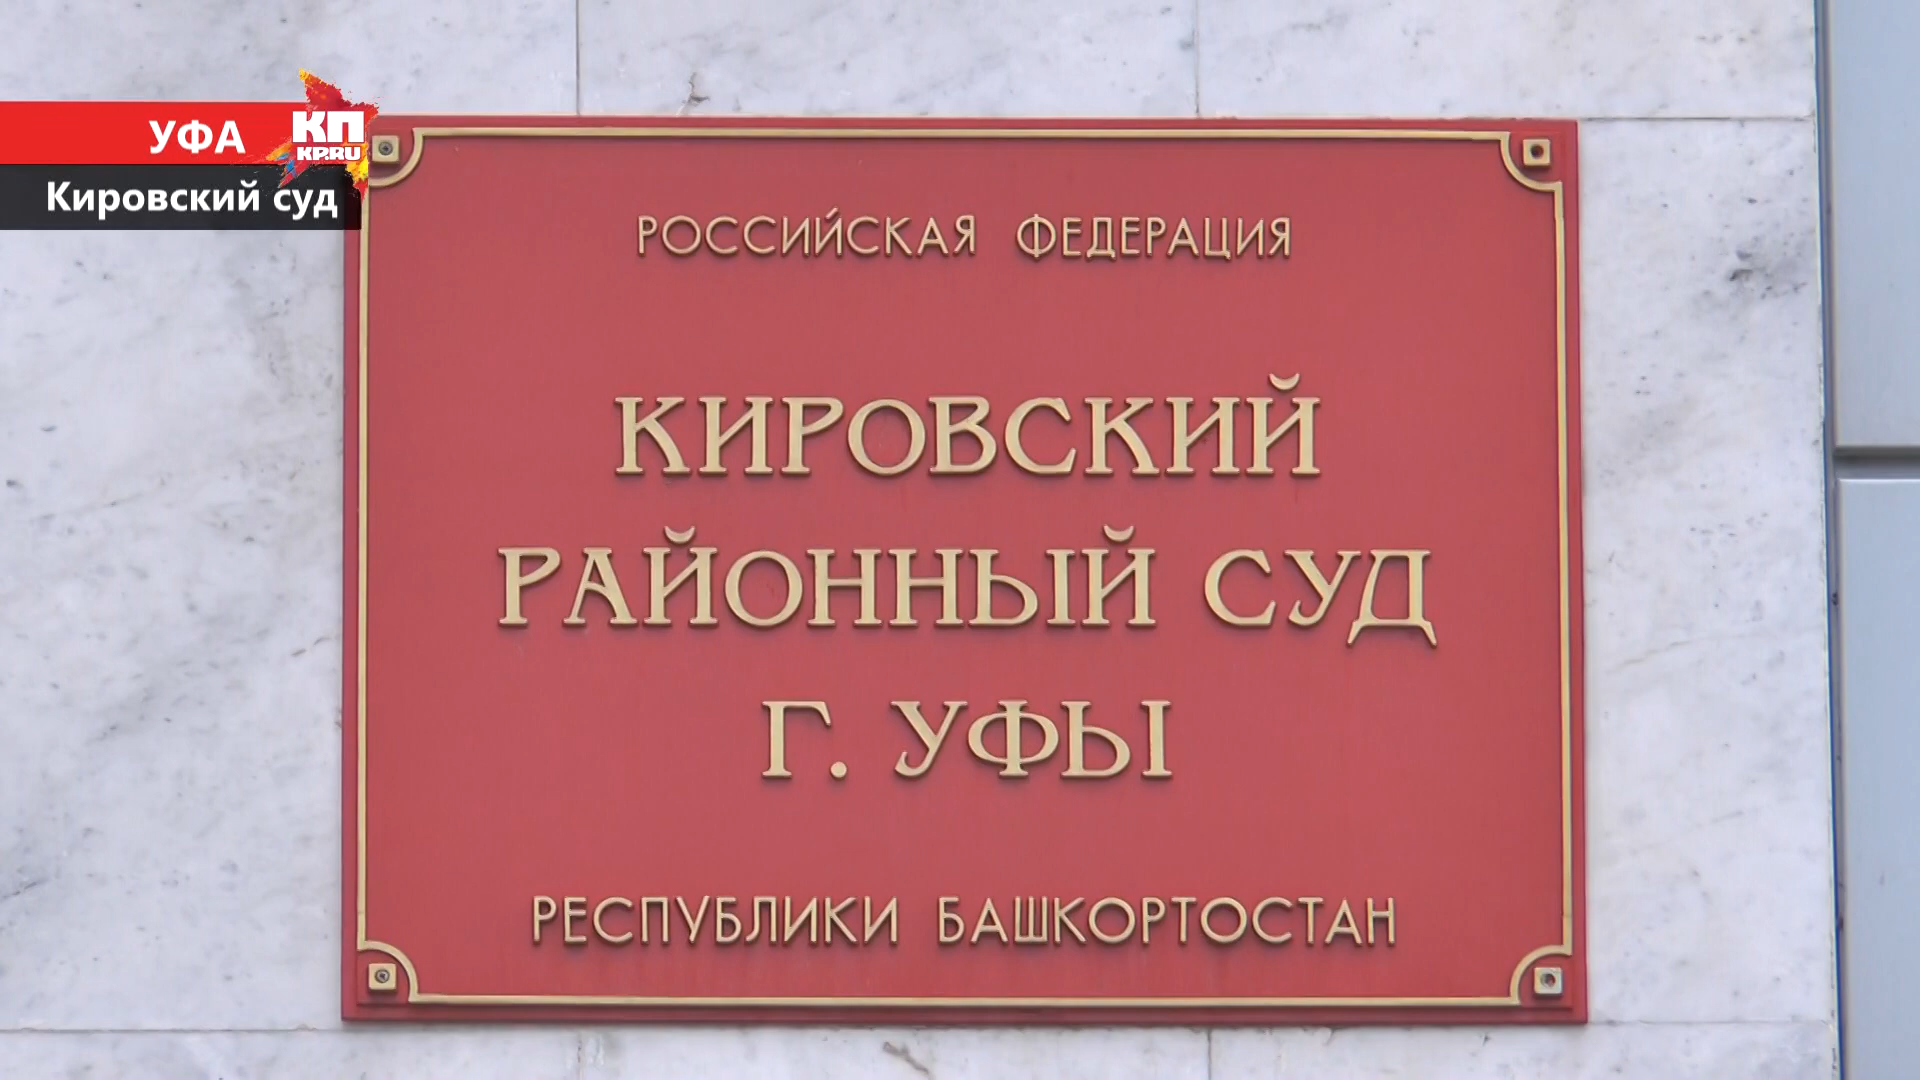 УФА
КП
KP.RU
Кировский суд
РОССИЙСКАЯ ФЕДЕРАЦИЯ
КИРОВСКИЙ
РАЙОННЫЙ СУД
Г. УФЫ
РЕСПУБЛИКИ БАШКОРТОСТАН